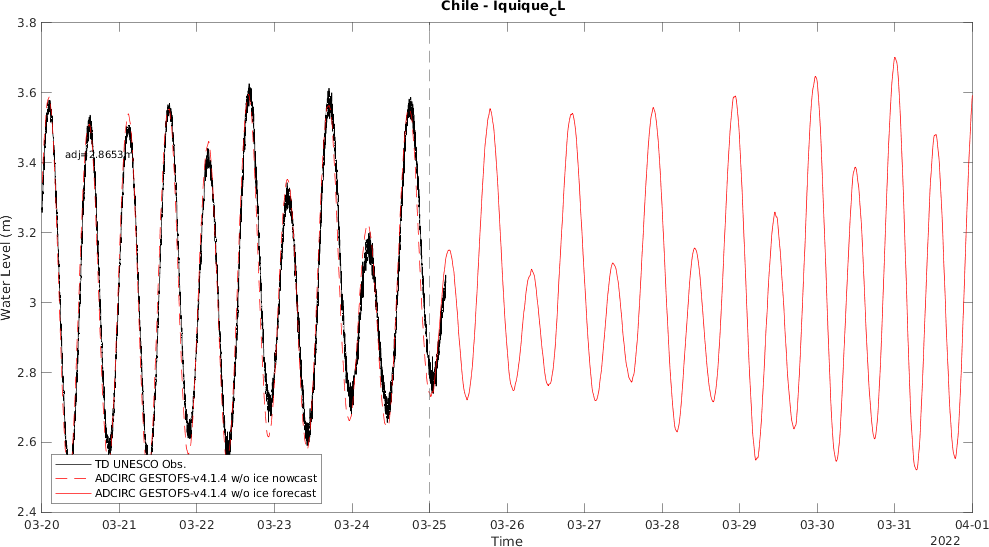 Chile - Iquique_CL
3.8
3.6
3.4
3.2
3
2.8
2.6
2.4
Water Level (m)
adj=2.8653
TD UNESCO Obs.
ADCIRC GESTOFS-v4.1.4 w/o ice nowcast
ADCIRC GESTOFS-v4.1.4 w/o ice forecast
03-20 03-21 03-22 03-23 03-24 03-25 03-26 03-27 03-28 03-29 03-30 03-31 04-01
Time
2022